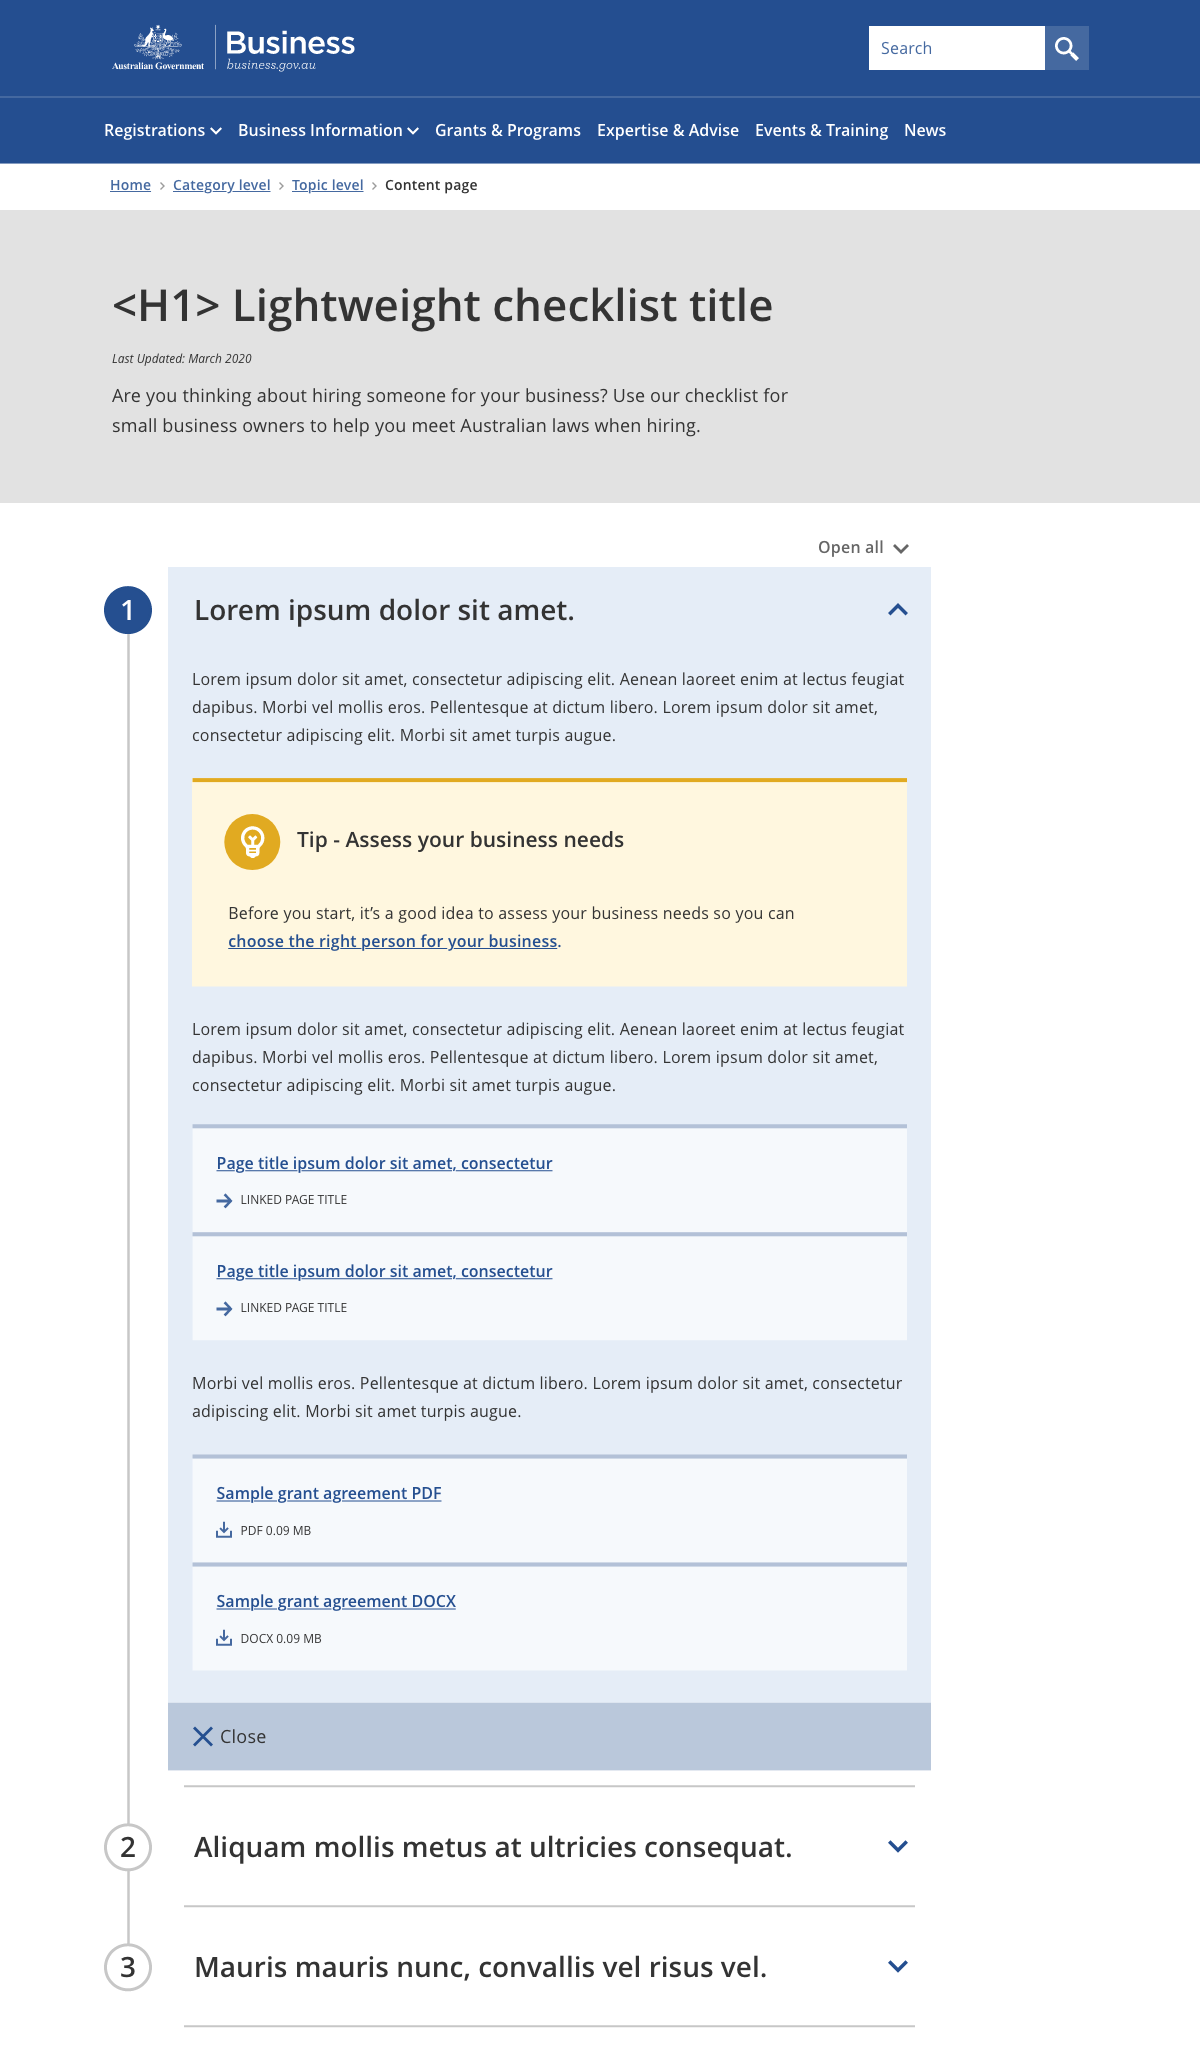 Australian Government
Business
business.gov.au
Search
Registrations Business Information Grants & Programs Expertise & Advise Events & Training News
Home > Category level > Topic level > Content page
<H1> Lightweight checklist title
Last Updated: March 2020
Are you thinking about hiring someone for your business? Use our checklist for
small business owners to help you meet Australian laws when hiring.
Open all
1 Lorem ipsum dolor sit amet.
Lorem ipsum dolor sit amet, consectetur adipiscing elit. Aenean laoreet enim at lectus feugiat
dapibus. Morbi vel mollis eros. Pellentesque at dictum libero. Lorem ipsum dolor sit amet,
consectetur adipiscing elit. Morbi sit amet turpis augue.
Tip - Assess your business needs
Before you start, it’s a good idea to assess your business needs so you can
choose the right person for your business.
Lorem ipsum dolor sit amet, consectetur adipiscing elit. Aenean laoreet enim at lectus feugiat
dapibus. Morbi vel mollis eros. Pellentesque at dictum libero. Lorem ipsum dolor sit amet,
consectetur adipiscing elit. Morbi sit amet turpis augue.
Page title ipsum dolor sit amet, consectetur
LINKED PAGE TITLE
Page title ipsum dolor sit amet, consectetur
LINKED PAGE TITLE
Morbi vel mollis eros. Pellentesque at dictum libero. Lorem ipsum dolor sit amet, consectetur
adipiscing elit. Morbi sit amet turpis augue.
Sample grant agreement PDF
PDF 0.09 MB
Sample grant agreement DOCX
DOCX 0.09 MB
Close
2 Aliquam mollis metus at ultricies consequat.
3 Mauris mauris nunc, convallis vel risus vel.